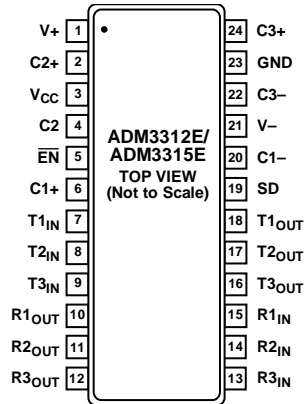 V+ 1 24 C3+
C2+ 2 23 GND
VCC 3 22 C3–
C2 4 21 V–
EN 5 20 C1–
C1+ 6 19 SD
T1IN 7 18 T1OUT
T2IN 8 17 T2OUT
T3IN 9 16 T3OUT
R1OUT 10 15 R1IN
R2OUT 11 14 R2IN
R3OUT 12 13 R3IN
ADM3312E/
ADM3315E
TOP VIEW
(Not to Scale)